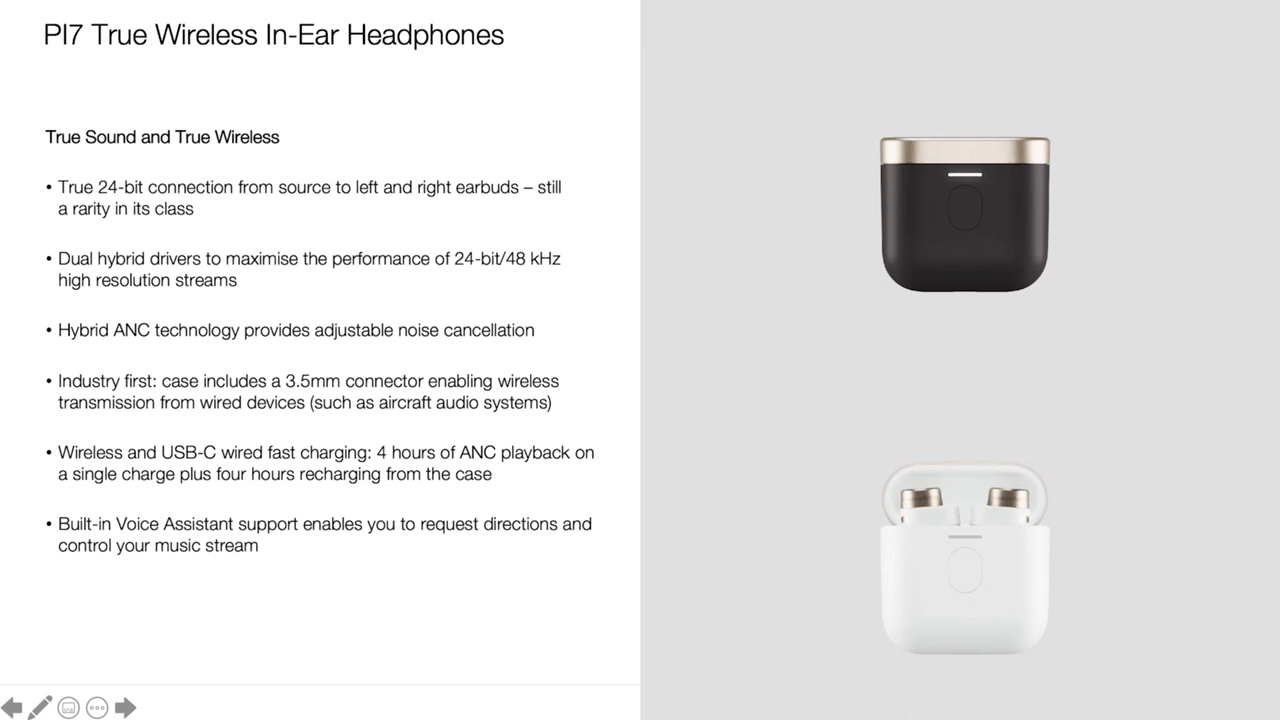 PI7 True Wireless In-Ear Headphones
True Sound and True Wireless
• True 24-bit connection from source to left and right earbuds – still
a rarity in its class
• Dual hybrid drivers to maximise the performance of 24-bit/48 kHz
high resolution streams
• Hybrid ANC technology provides adjustable noise cancellation
• Industry first: case includes a 3.5mm connector enabling wireless
transmission from wired devices (such as aircraft audio systems)
• Wireless and USB-C wired fast charging: 4 hours of ANC playback on
a single charge plus four hours recharging from the case
• Built-in Voice Assistant support enables you to request directions and
control your music stream